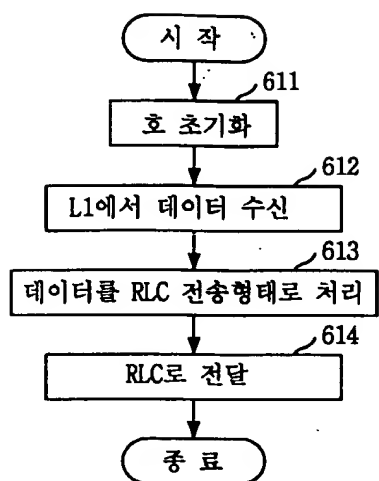 시 작
611
호 초기화
612
L1에서 데이터 수신
613
데이터를 RLC 전송형태로 처리
614
RLC로 전달
종 료